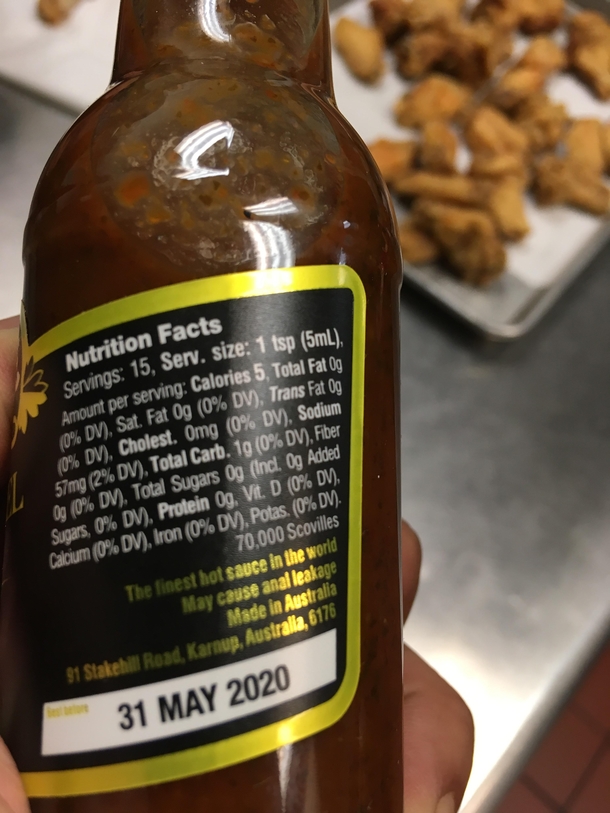 Nutrition Facts
Servings: 15, Serv. size: 1 tsp (5mL),
Amount per serving: Calories 5, Total Fat 0g
(0% DV), Sat. Fat 0g (0% DV), Trans Fat 0g
(0% DV), Cholest. 0mg (0% DV), Sodium
57mg (2% DV), Total Carb. 1g (0% DV), Fiber
0g (0% DV), Total Sugars 0g (Incl. 0g Added
Sugars, 0% DV), Protein 0g, Vit. D (0% DV),
Calcium (0% DV), Iron (0% DV), Potas. (0% DV).
70.000 Scovilles
The finest hot sauce in the world
May cause anal leakage
Made in Australia
91 Stakehill Road, Karnup, Australia, 6176
Best before
31 MAY 2020